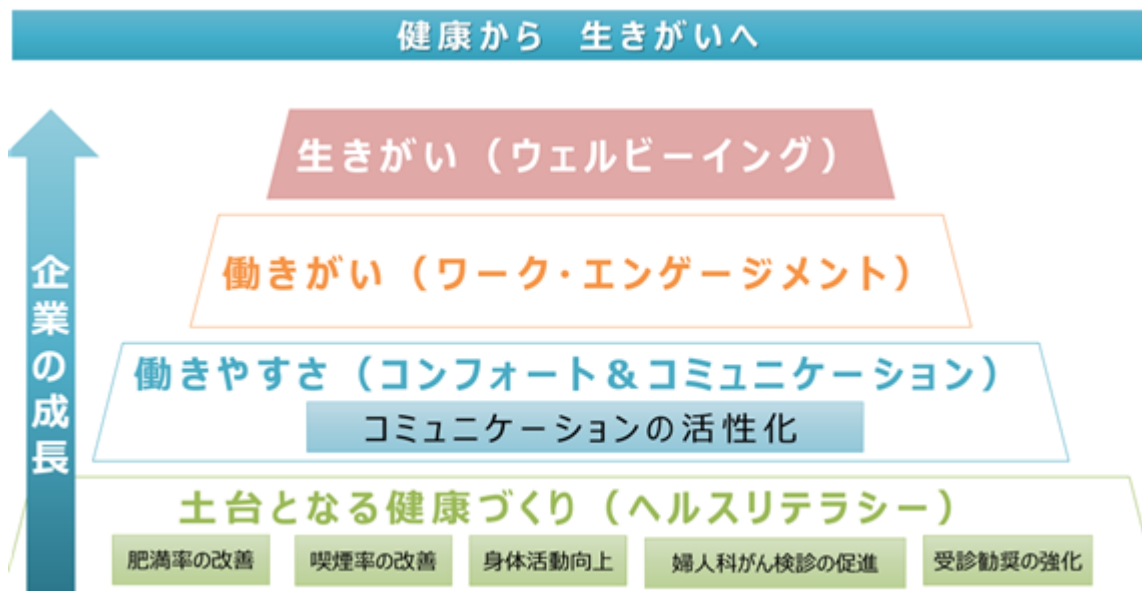 健康から 生きがいへ
企業の成長
生きがい（ウェルビーイング）
働きがい（ワーク・エンゲージメント）
働きやすさ（コンフォート＆コミュニケーション）
コミュニケーションの活性化
土台となる健康づくり（ヘルスリテラシー）
肥満率の改善
喫煙率の改善
身体活動向上
婦人科がん検診の促進
受診勧奨の強化